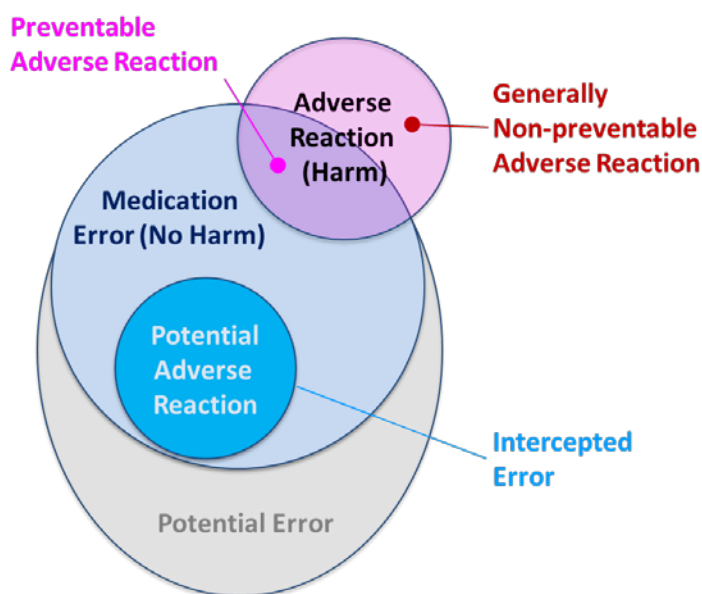 Preventable
Adverse Reaction
Adverse
Reaction
(Harm)
Generally
Non-preventable
Adverse Reaction
Medication
Error (No Harm)
Potential
Adverse
Reaction
Intercepted
Error
Potential Error